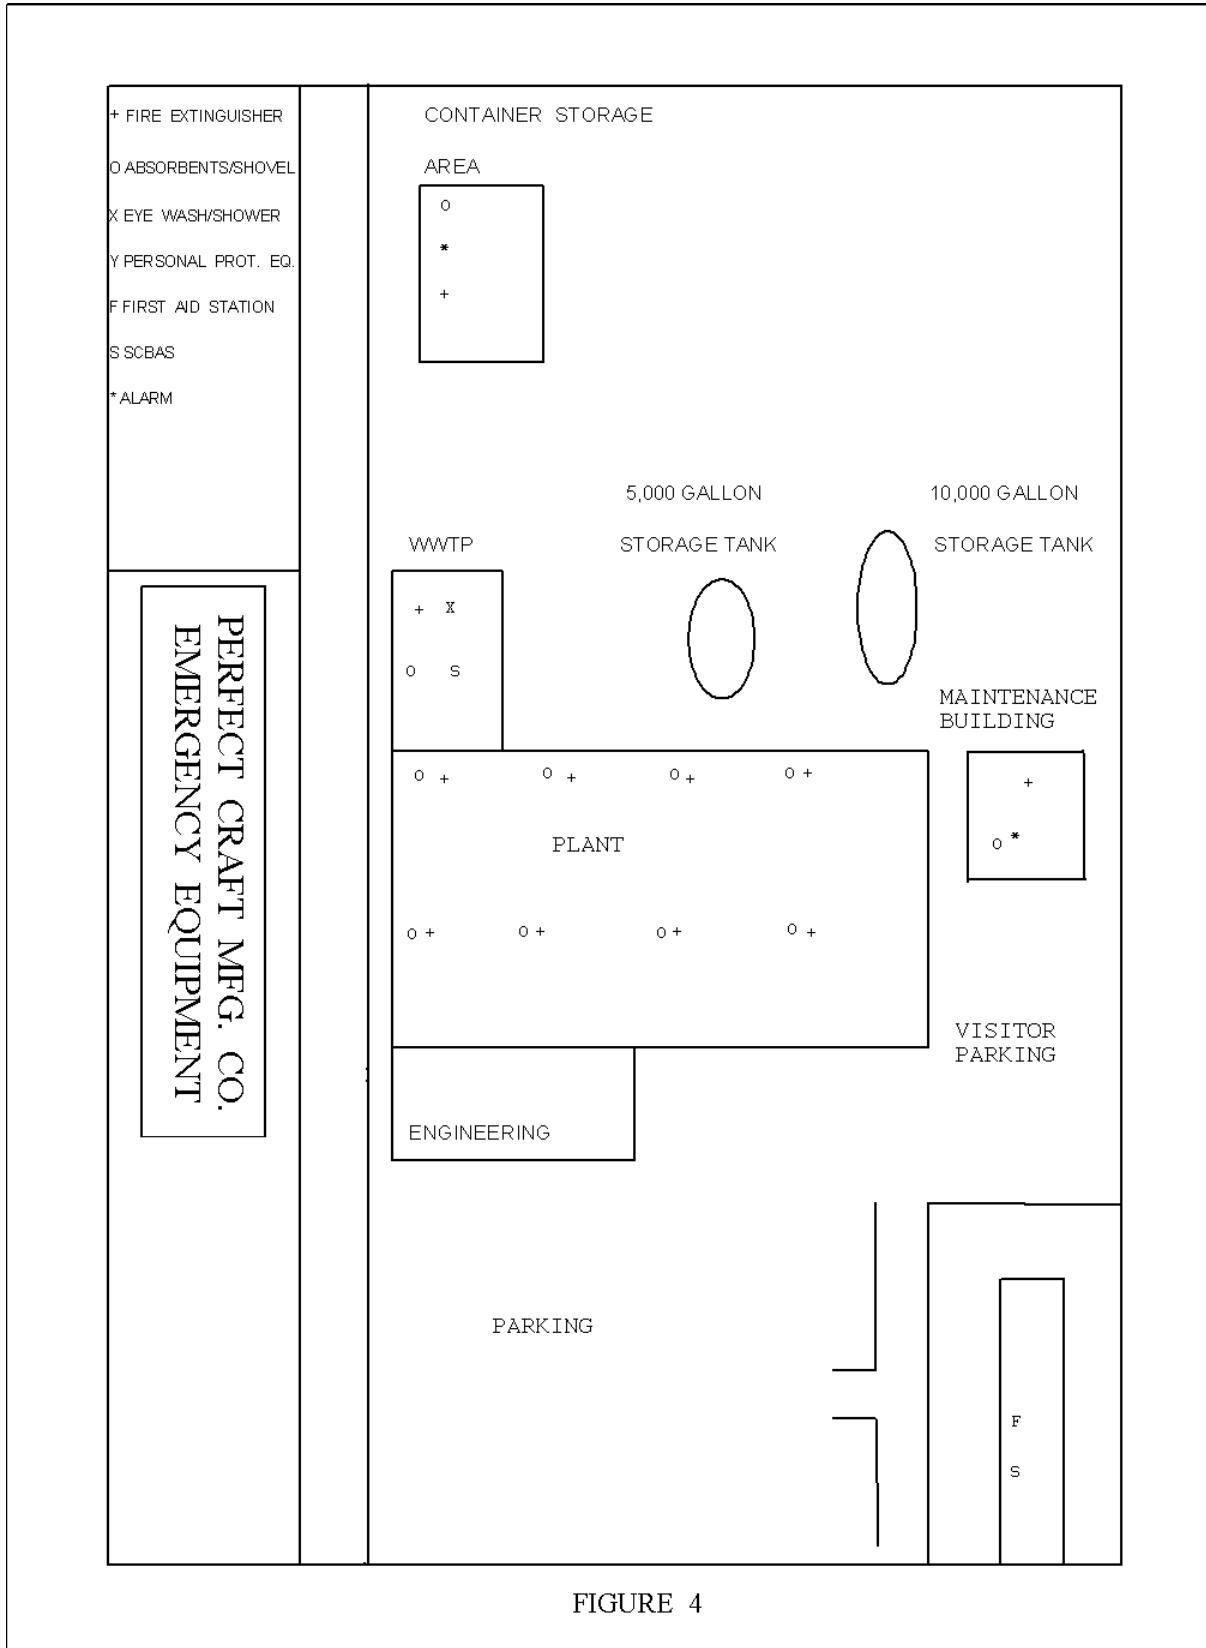 + FIRE EXTINGUISHER
O ABSORBENTS/SHOVEL
X EYE WASH/SHOWER
Y PERSONAL PROT. EQ.
F FIRST AID STATION
S SCBAS
* ALARM
PERFECT CRAFT MFG. CO.
EMERGENCY EQUIPMENT
CONTAINER STORAGE
AREA
O
*
+
5,000 GALLON
STORAGE TANK
10,000 GALLON
STORAGE TANK
WWTP
+ X
O S
MAINTENANCE
BUILDING
+
O *
O + O + O + O +
PLANT
O + O + O + O +
VISITOR
PARKING
ENGINEERING
PARKING
F
S
FIGURE 4